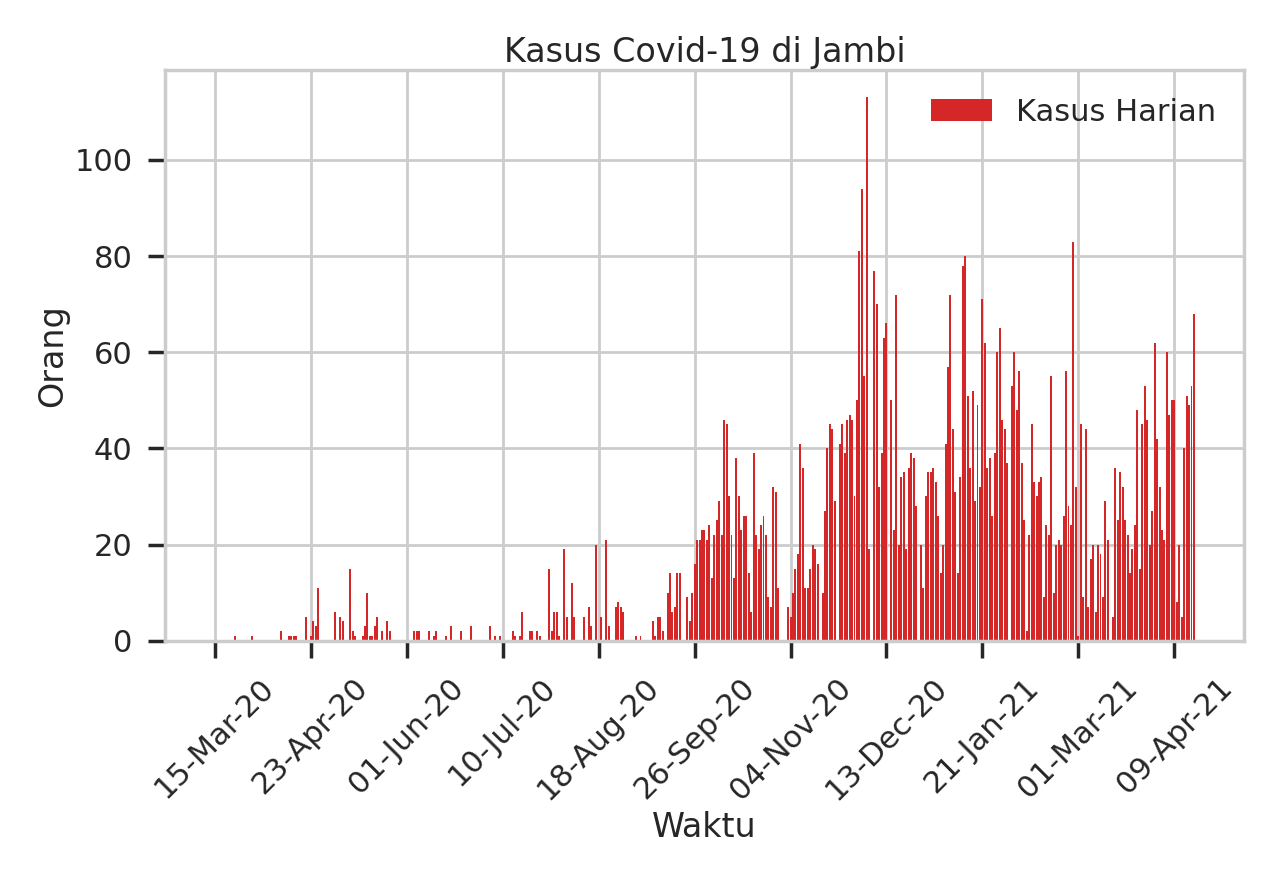 Kasus Covid-19 di Jambi
Kasus Harian
Orang
100
80
60
40
20
0
15-Mar-20
23-Apr-20
01-Jun-20
10-Jul-20
18-Aug-20
26-Sep-20
04-Nov-20
13-Dec-20
21-Jan-21
01-Mar-21
09-Apr-21
Waktu